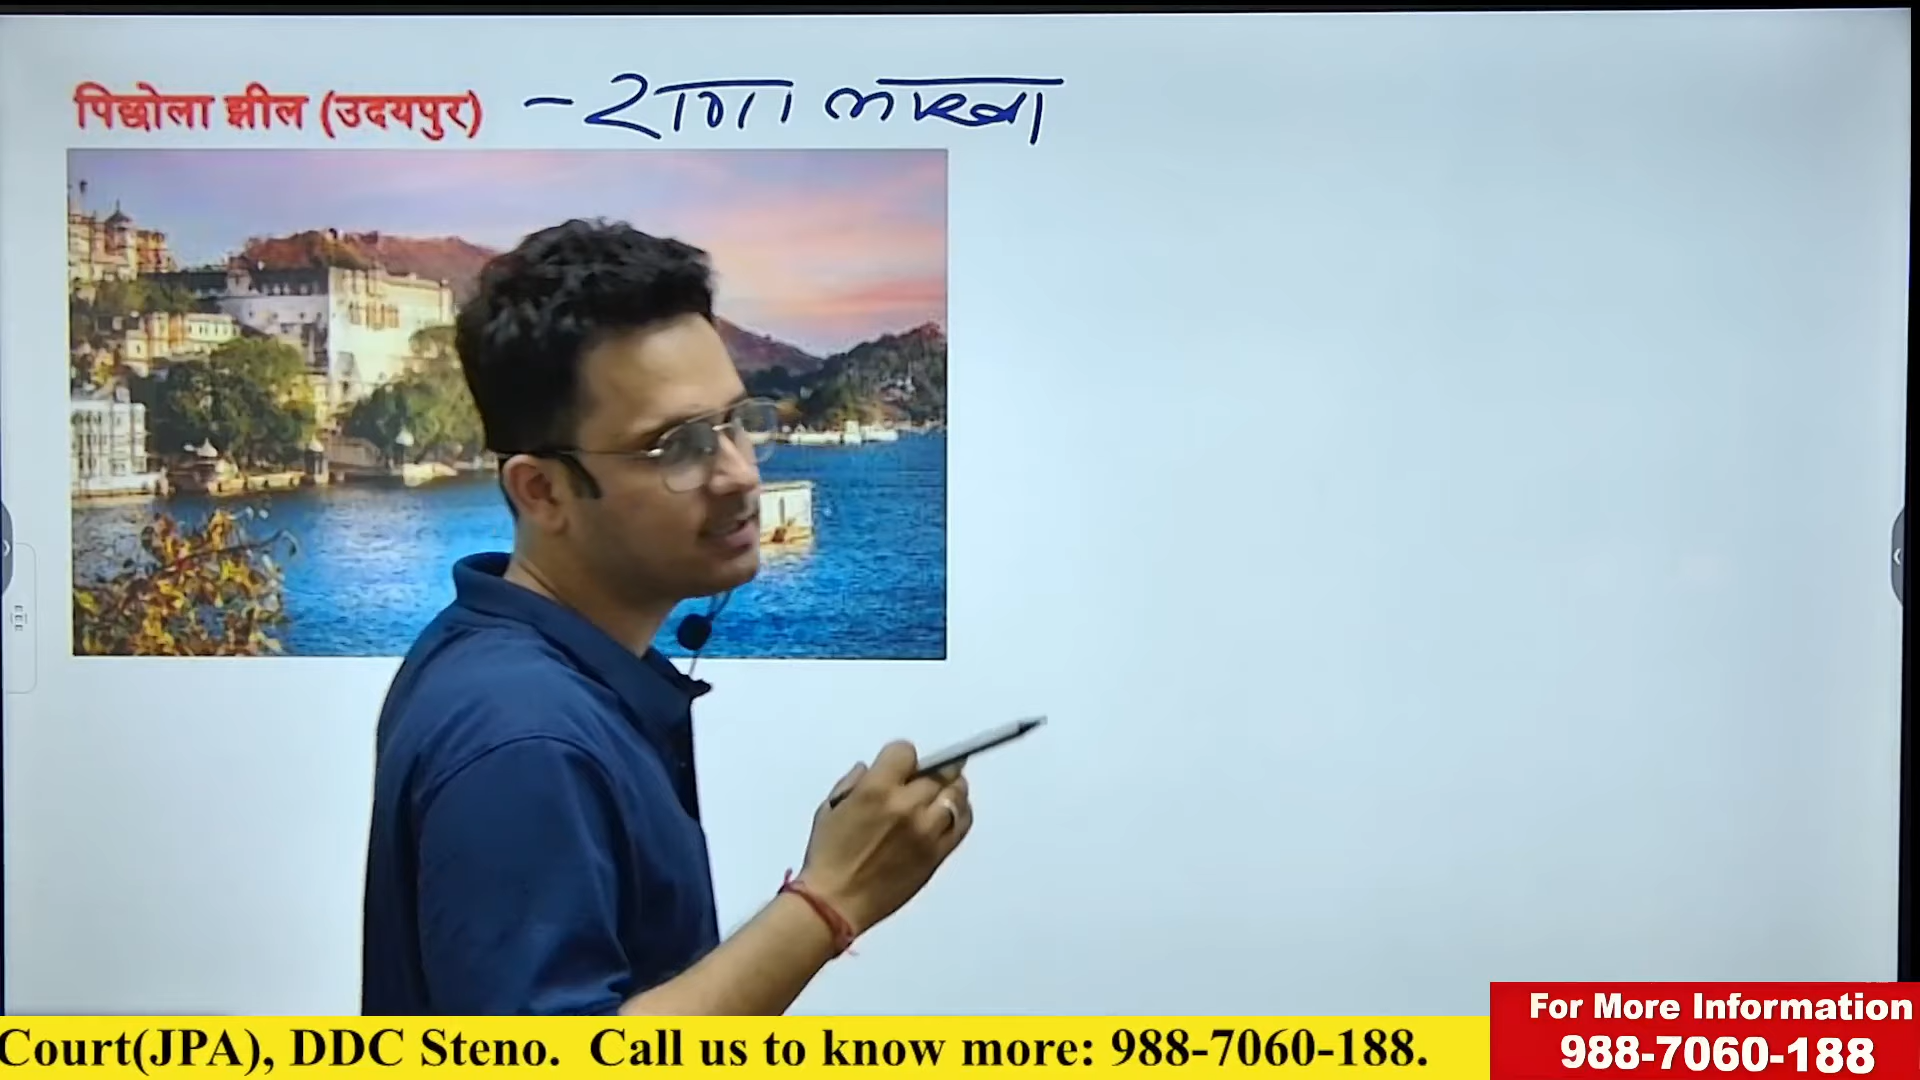 पिछोला झील (उदयपुर) – राणा लाखा
Court(JPA), DDC Steno. Call us to know more: 988-7060-188.
For More Information
988-7060-188